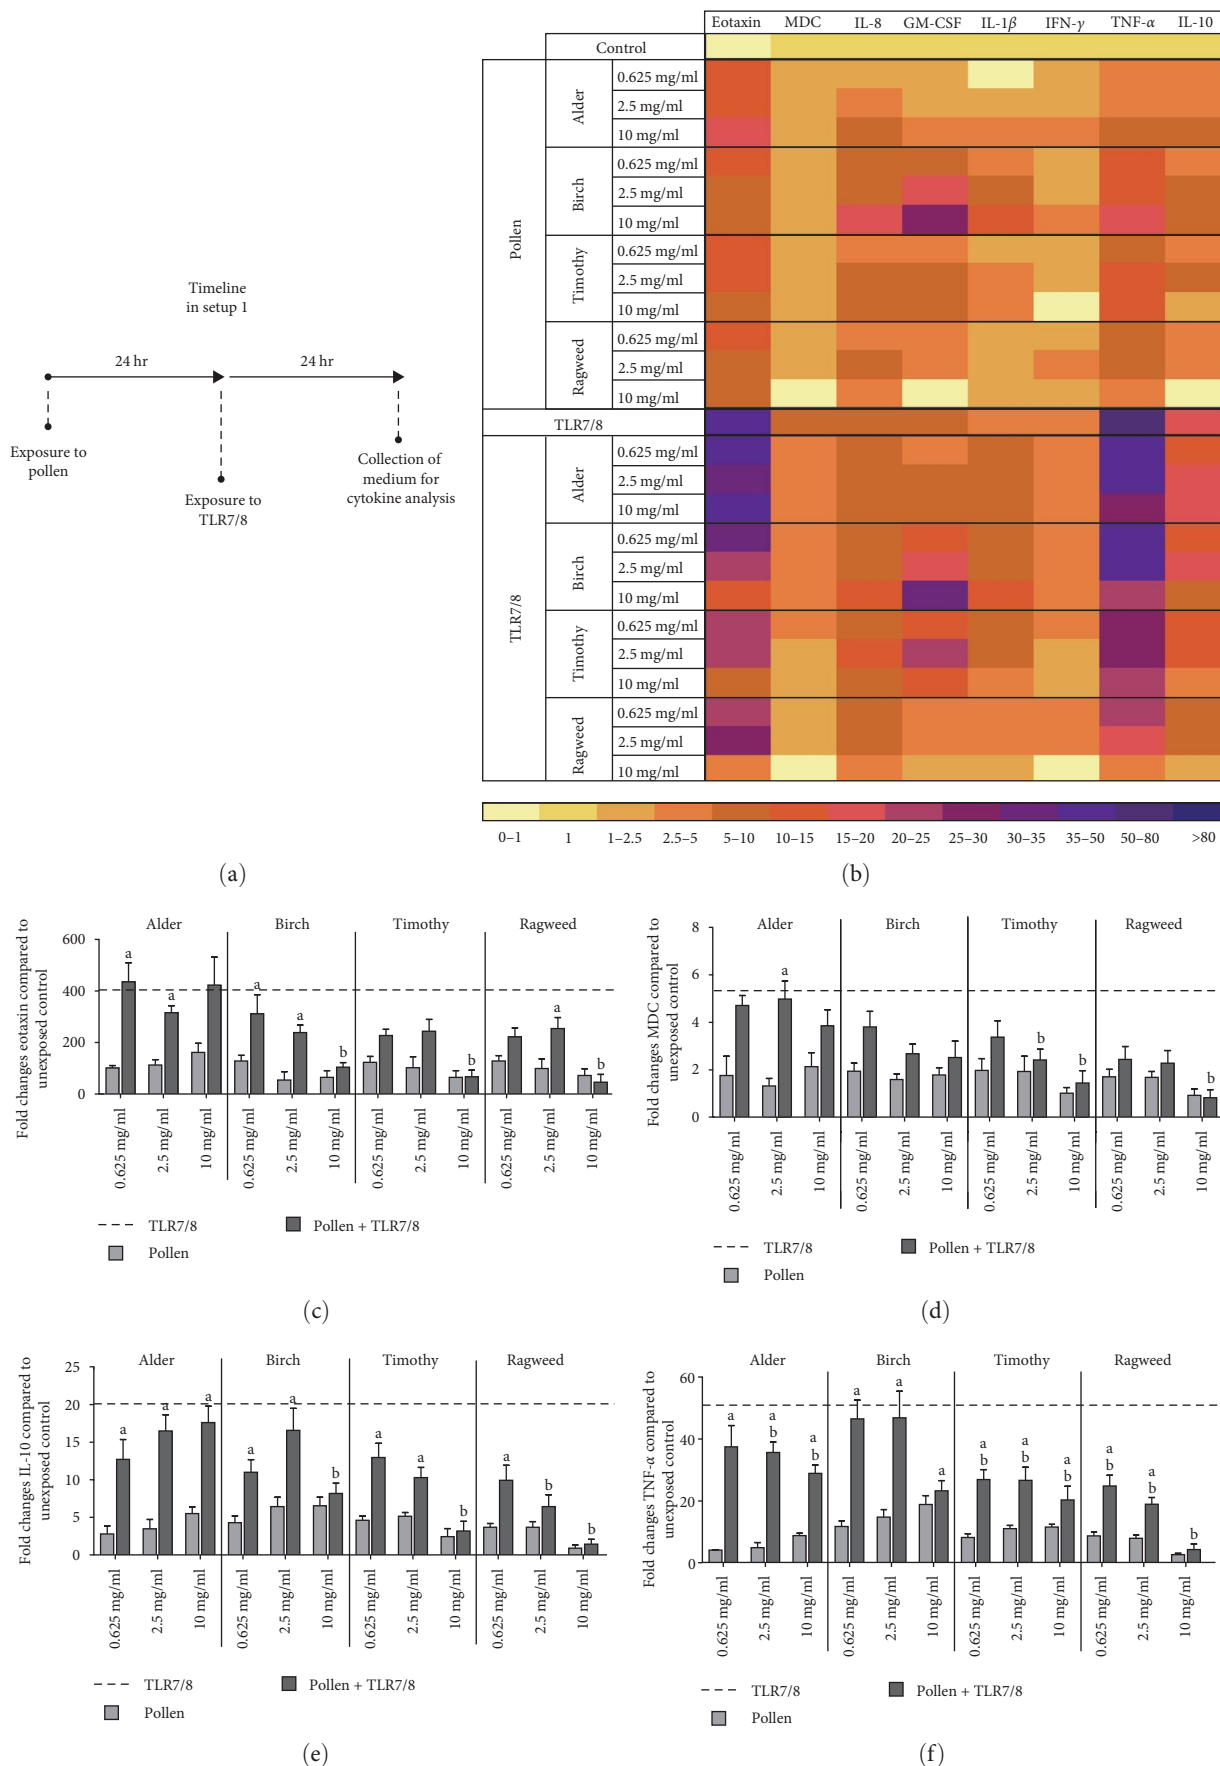 Timeline
in setup 1
24 hr
24 hr
Exposure to
pollen
Exposure to
TLR7/8
Collection of
medium for
cytokine analysis
(a)
Eotaxin MDC IL-8 GM-CSF IL-1β IFN-γ TNF-α IL-10
Control
Pollen
Alder
0.625 mg/ml
2.5 mg/ml
10 mg/ml
Birch
0.625 mg/ml
2.5 mg/ml
10 mg/ml
Timothy
0.625 mg/ml
2.5 mg/ml
10 mg/ml
Ragweed
0.625 mg/ml
2.5 mg/ml
10 mg/ml
TLR7/8
TLR7/8
Alder
0.625 mg/ml
2.5 mg/ml
10 mg/ml
Birch
0.625 mg/ml
2.5 mg/ml
10 mg/ml
Timothy
0.625 mg/ml
2.5 mg/ml
10 mg/ml
Ragweed
0.625 mg/ml
2.5 mg/ml
10 mg/ml
0–1 1 1–2.5 2.5–5 5–10 10–15 15–20 20–25 25–30 30–35 35–50 50–80 >80
(b)
Fold changes eotaxin compared to
unexposed control
Alder Birch Timothy Ragweed
600
400
200
0
a a a a b b a b
0.625 mg/ml 2.5 mg/ml 10 mg/ml 0.625 mg/ml 2.5 mg/ml 10 mg/ml 0.625 mg/ml 2.5 mg/ml 10 mg/ml 0.625 mg/ml 2.5 mg/ml 10 mg/ml
TLR7/8
Pollen + TLR7/8
Pollen
(c)
Fold changes MDC compared to
unexposed control
Alder Birch Timothy Ragweed
8
6
4
2
0
a b b b
0.625 mg/ml 2.5 mg/ml 10 mg/ml 0.625 mg/ml 2.5 mg/ml 10 mg/ml 0.625 mg/ml 2.5 mg/ml 10 mg/ml 0.625 mg/ml 2.5 mg/ml 10 mg/ml
TLR7/8
Pollen + TLR7/8
Pollen
(d)
Fold changes IL-10 compared to
unexposed control
Alder Birch Timothy Ragweed
25
20
15
10
5
0
a a a a a b a a b a b b
0.625 mg/ml 2.5 mg/ml 10 mg/ml 0.625 mg/ml 2.5 mg/ml 10 mg/ml 0.625 mg/ml 2.5 mg/ml 10 mg/ml 0.625 mg/ml 2.5 mg/ml 10 mg/ml
TLR7/8
Pollen + TLR7/8
Pollen
(e)
Fold changes TNF-α compared to
unexposed control
Alder Birch Timothy Ragweed
60
40
20
0
a a a a a a a a a a a
b b b b b b b b
0.625 mg/ml 2.5 mg/ml 10 mg/ml 0.625 mg/ml 2.5 mg/ml 10 mg/ml 0.625 mg/ml 2.5 mg/ml 10 mg/ml 0.625 mg/ml 2.5 mg/ml 10 mg/ml
TLR7/8
Pollen + TLR7/8
Pollen
(f)